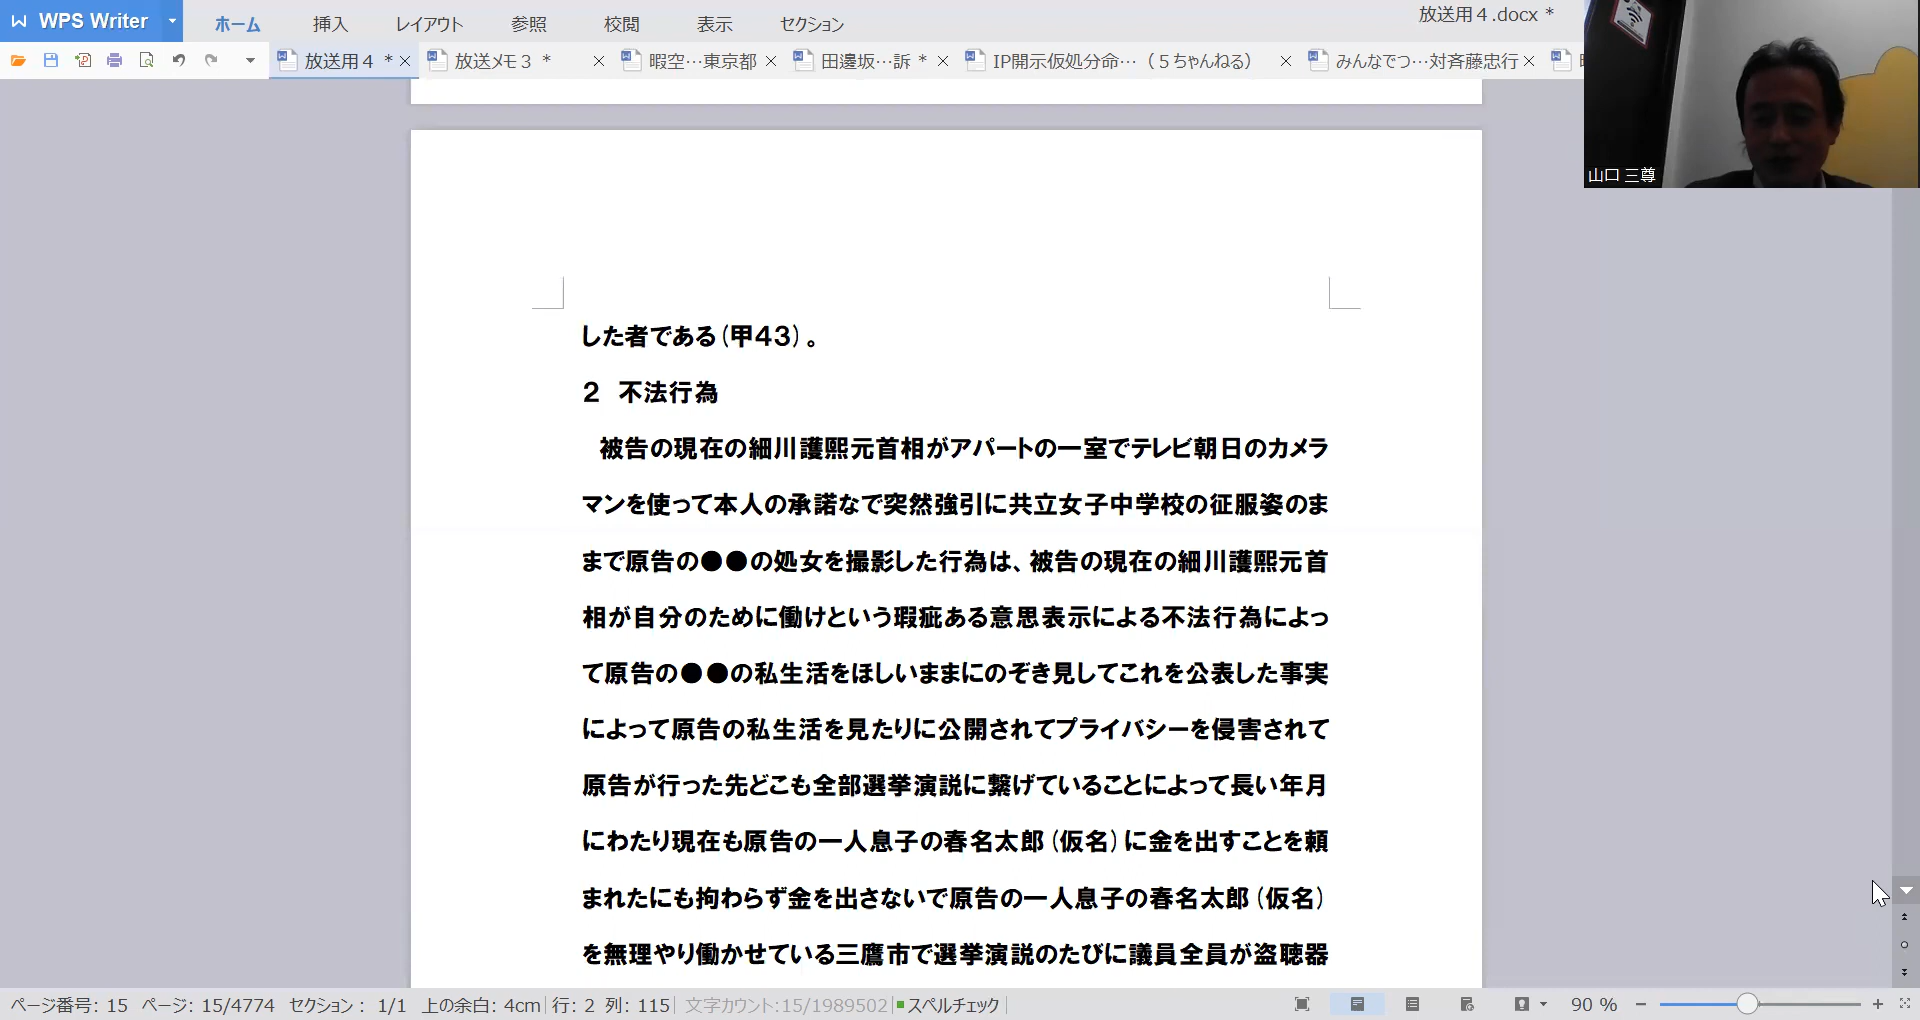 WPS Writer
ホーム 挿入 レイアウト 参照 校閲 表示 セクション
放送用４.docx *
放送用４ * 放送メモ３ * 暇空…東京都 田邉坂…訴 * IP開示仮処分命…（５ちゃんねる） みんなでつ…対斉藤忠行
山口 三尊
した者である（甲４３）。
２ 不法行為
被告の現在の細川護熙元首相がアパートの一室でテレビ朝日のカメラ
マンを使って本人の承諾なで突然強引に共立女子中学校の征服姿のま
まで原告の●●の処女を撮影した行為は、被告の現在の細川護熙元首
相が自分のために働けという瑕疵ある意思表示による不法行為によっ
て原告の●●の私生活をほしいままにのぞき見してこれを公表した事実
によって原告の私生活を見たりに公開されてプライバシーを侵害されて
原告が行った先どこも全部選挙演説に繋げていることによって長い年月
にわたり現在も原告の一人息子の春名太郎（仮名）に金を出すことを頼
まれたにも拘わらず金を出さないで原告の一人息子の春名太郎（仮名）
を無理やり働かせている三鷹市で選挙演説のたびに議員全員が盗聴器
ページ番号: 15 ページ: 15/4774 セクション: 1/1 上の余白: 4cm 行: 2 列: 115 文字カウント:15/1989502 スペルチェック 90 %